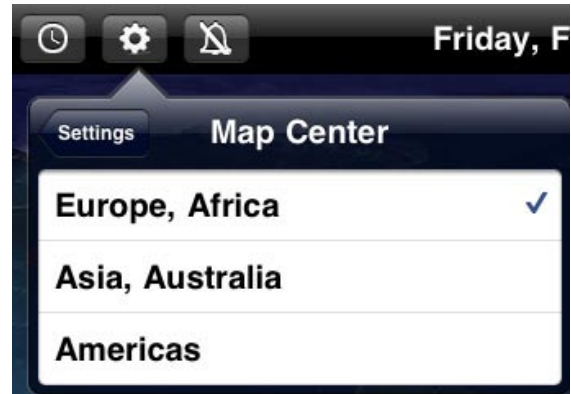 Friday, F
Settings
Map Center
Europe, Africa
Asia, Australia
Americas